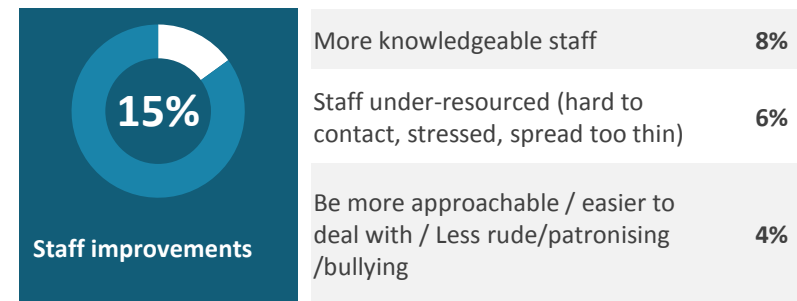 15%
Staff improvements
More knowledgeable staff 8%
Staff under-resourced (hard to
contact, stressed, spread too thin) 6%
Be more approachable / easier to
deal with / Less rude/patronising 4%
/bullying